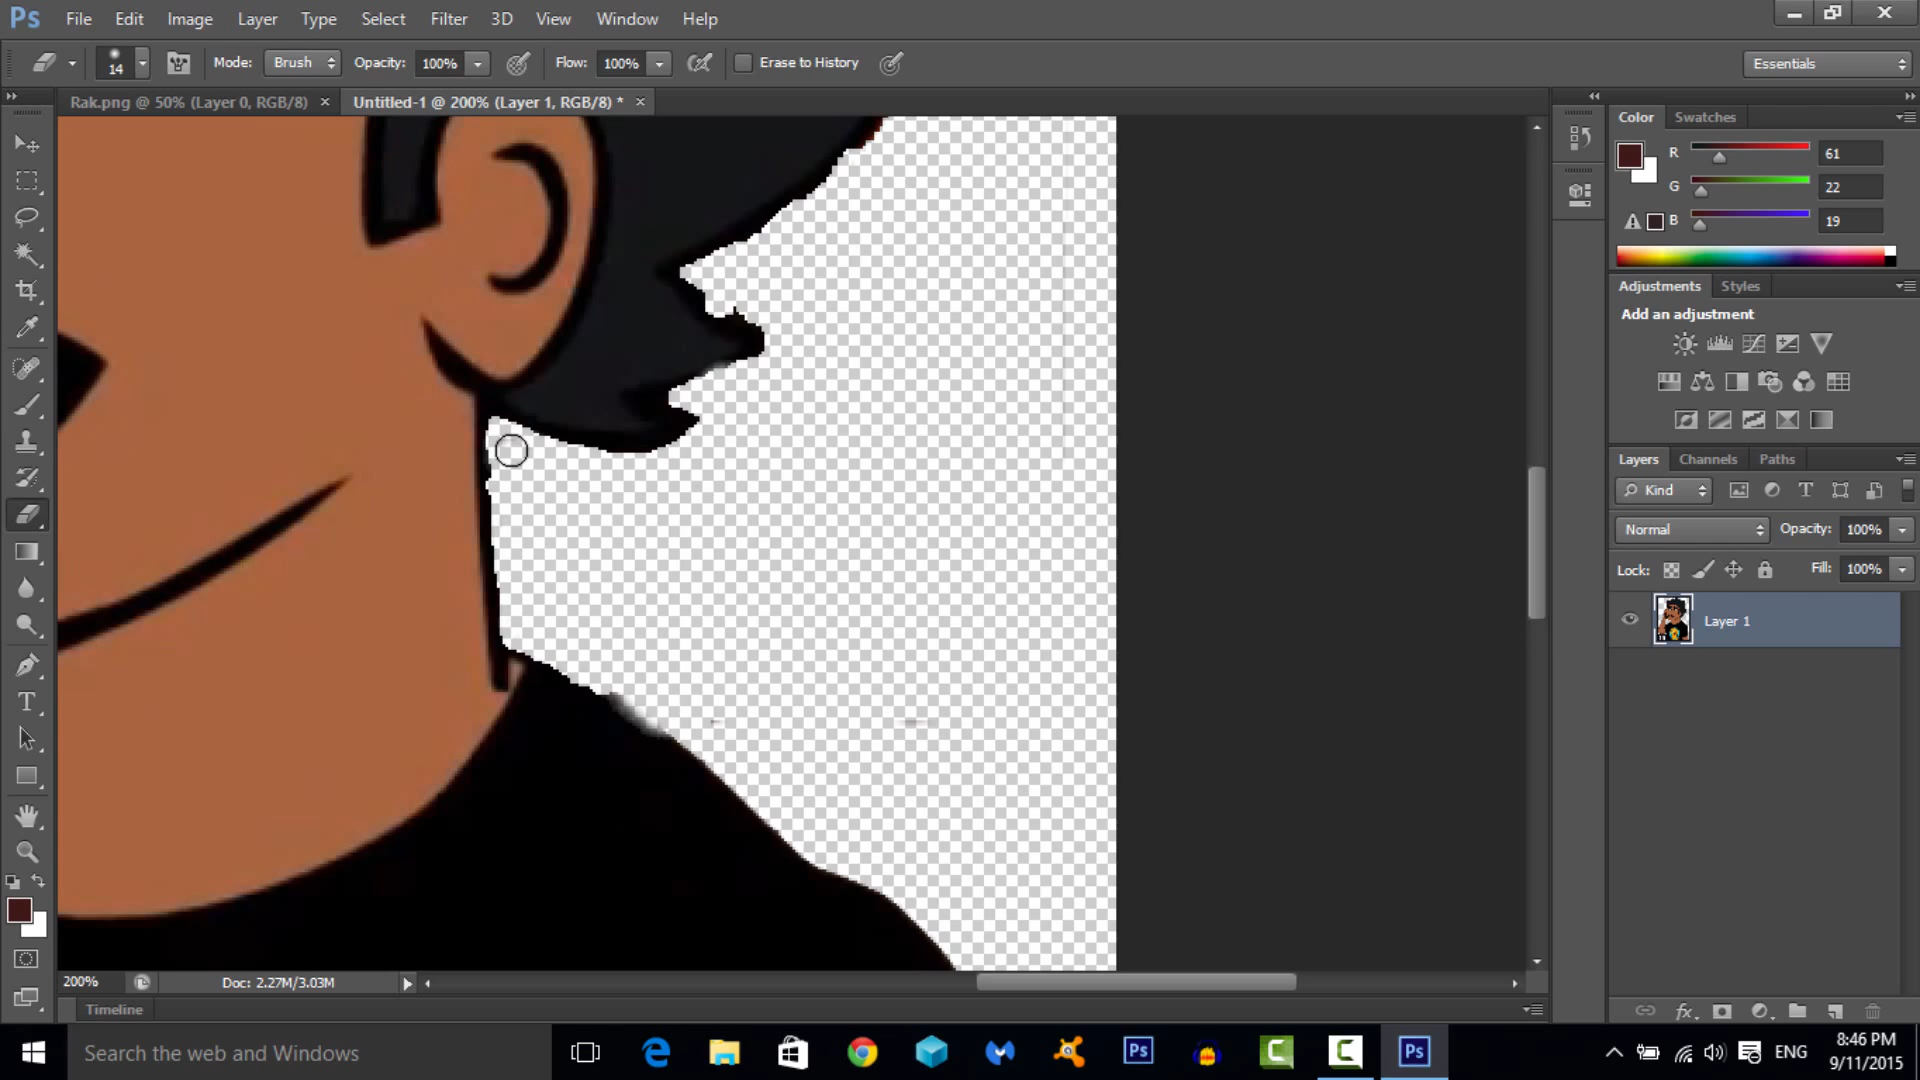 Ps File Edit Image Layer Type Select Filter 3D View Window Help
14 Mode: Brush Opacity: 100% Flow: 100% Erase to History Essentials
Rak.png @ 50% (Layer 0, RGB/8) × Untitled-1 @ 200% (Layer 1, RGB/8) * ×
Color Swatches
R 61
G 22
B 19
Adjustments Styles
Add an adjustment
Layers Channels Paths
Kind
Normal Opacity: 100%
Lock: Fill: 100%
Layer 1
200% Doc: 2.27M/3.03M
Timeline
Search the web and Windows
Ps
Ps
ENG
8:46 PM
9/11/2015